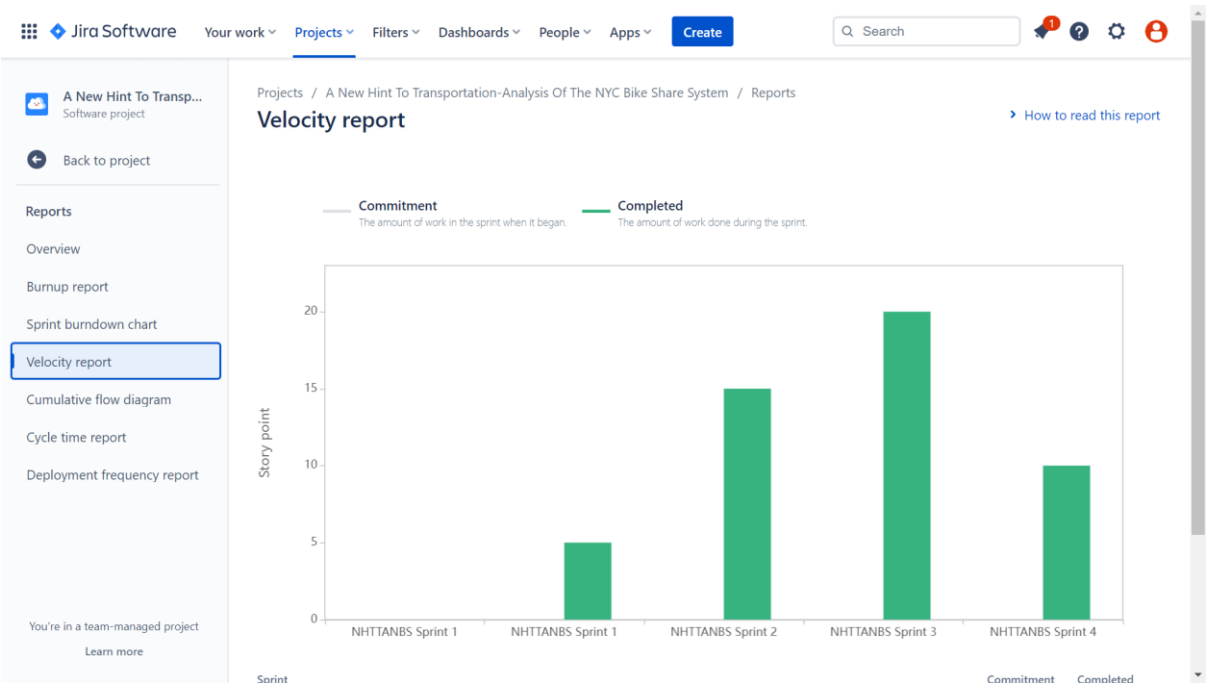 Jira Software Your work Projects Filters Dashboards People Apps Create Search 1
A New Hint To Transp...
Software project
Back to project
Reports
Overview
Burnup report
Sprint burndown chart
Velocity report
Cumulative flow diagram
Cycle time report
Deployment frequency report
You're in a team-managed project
Learn more
Projects / A New Hint To Transportation-Analysis Of The NYC Bike Share System / Reports
Velocity report
How to read this report
Commitment
The amount of work in the sprint when it began.
Completed
The amount of work done during the sprint.
Story point
20
15
10
5
0
NHTTANBS Sprint 1 NHTTANBS Sprint 1 NHTTANBS Sprint 2 NHTTANBS Sprint 3 NHTTANBS Sprint 4
Sprint Commitment Completed